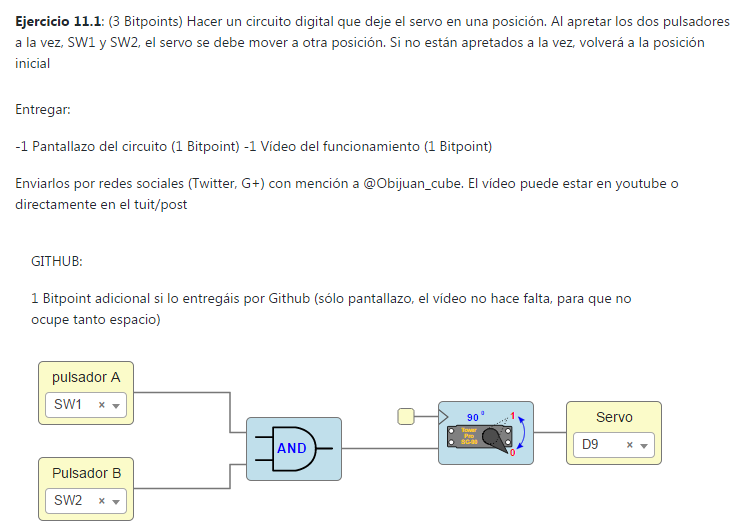 Ejercicio 11.1: (3 Bitpoints) Hacer un circuito digital que deje el servo en una posición. Al apretar los dos pulsadores
a la vez, SW1 y SW2, el servo se debe mover a otra posición. Si no están apretados a la vez, volverá a la posición
inicial
Entregar:
-1 Pantallazo del circuito (1 Bitpoint) -1 Vídeo del funcionamiento (1 Bitpoint)
Enviarlos por redes sociales (Twitter, G+) con mención a @Obijuan_cube. El vídeo puede estar en youtube o
directamente en el tuit/post
GITHUB:
1 Bitpoint adicional si lo entregáis por Github (sólo pantallazo, el vídeo no hace falta, para que no
ocupe tanto espacio)
pulsador A
SW1 ×
Pulsador B
SW2 ×
AND
90º
1
Tower
Pro
SG-90
0
Servo
D9 ×